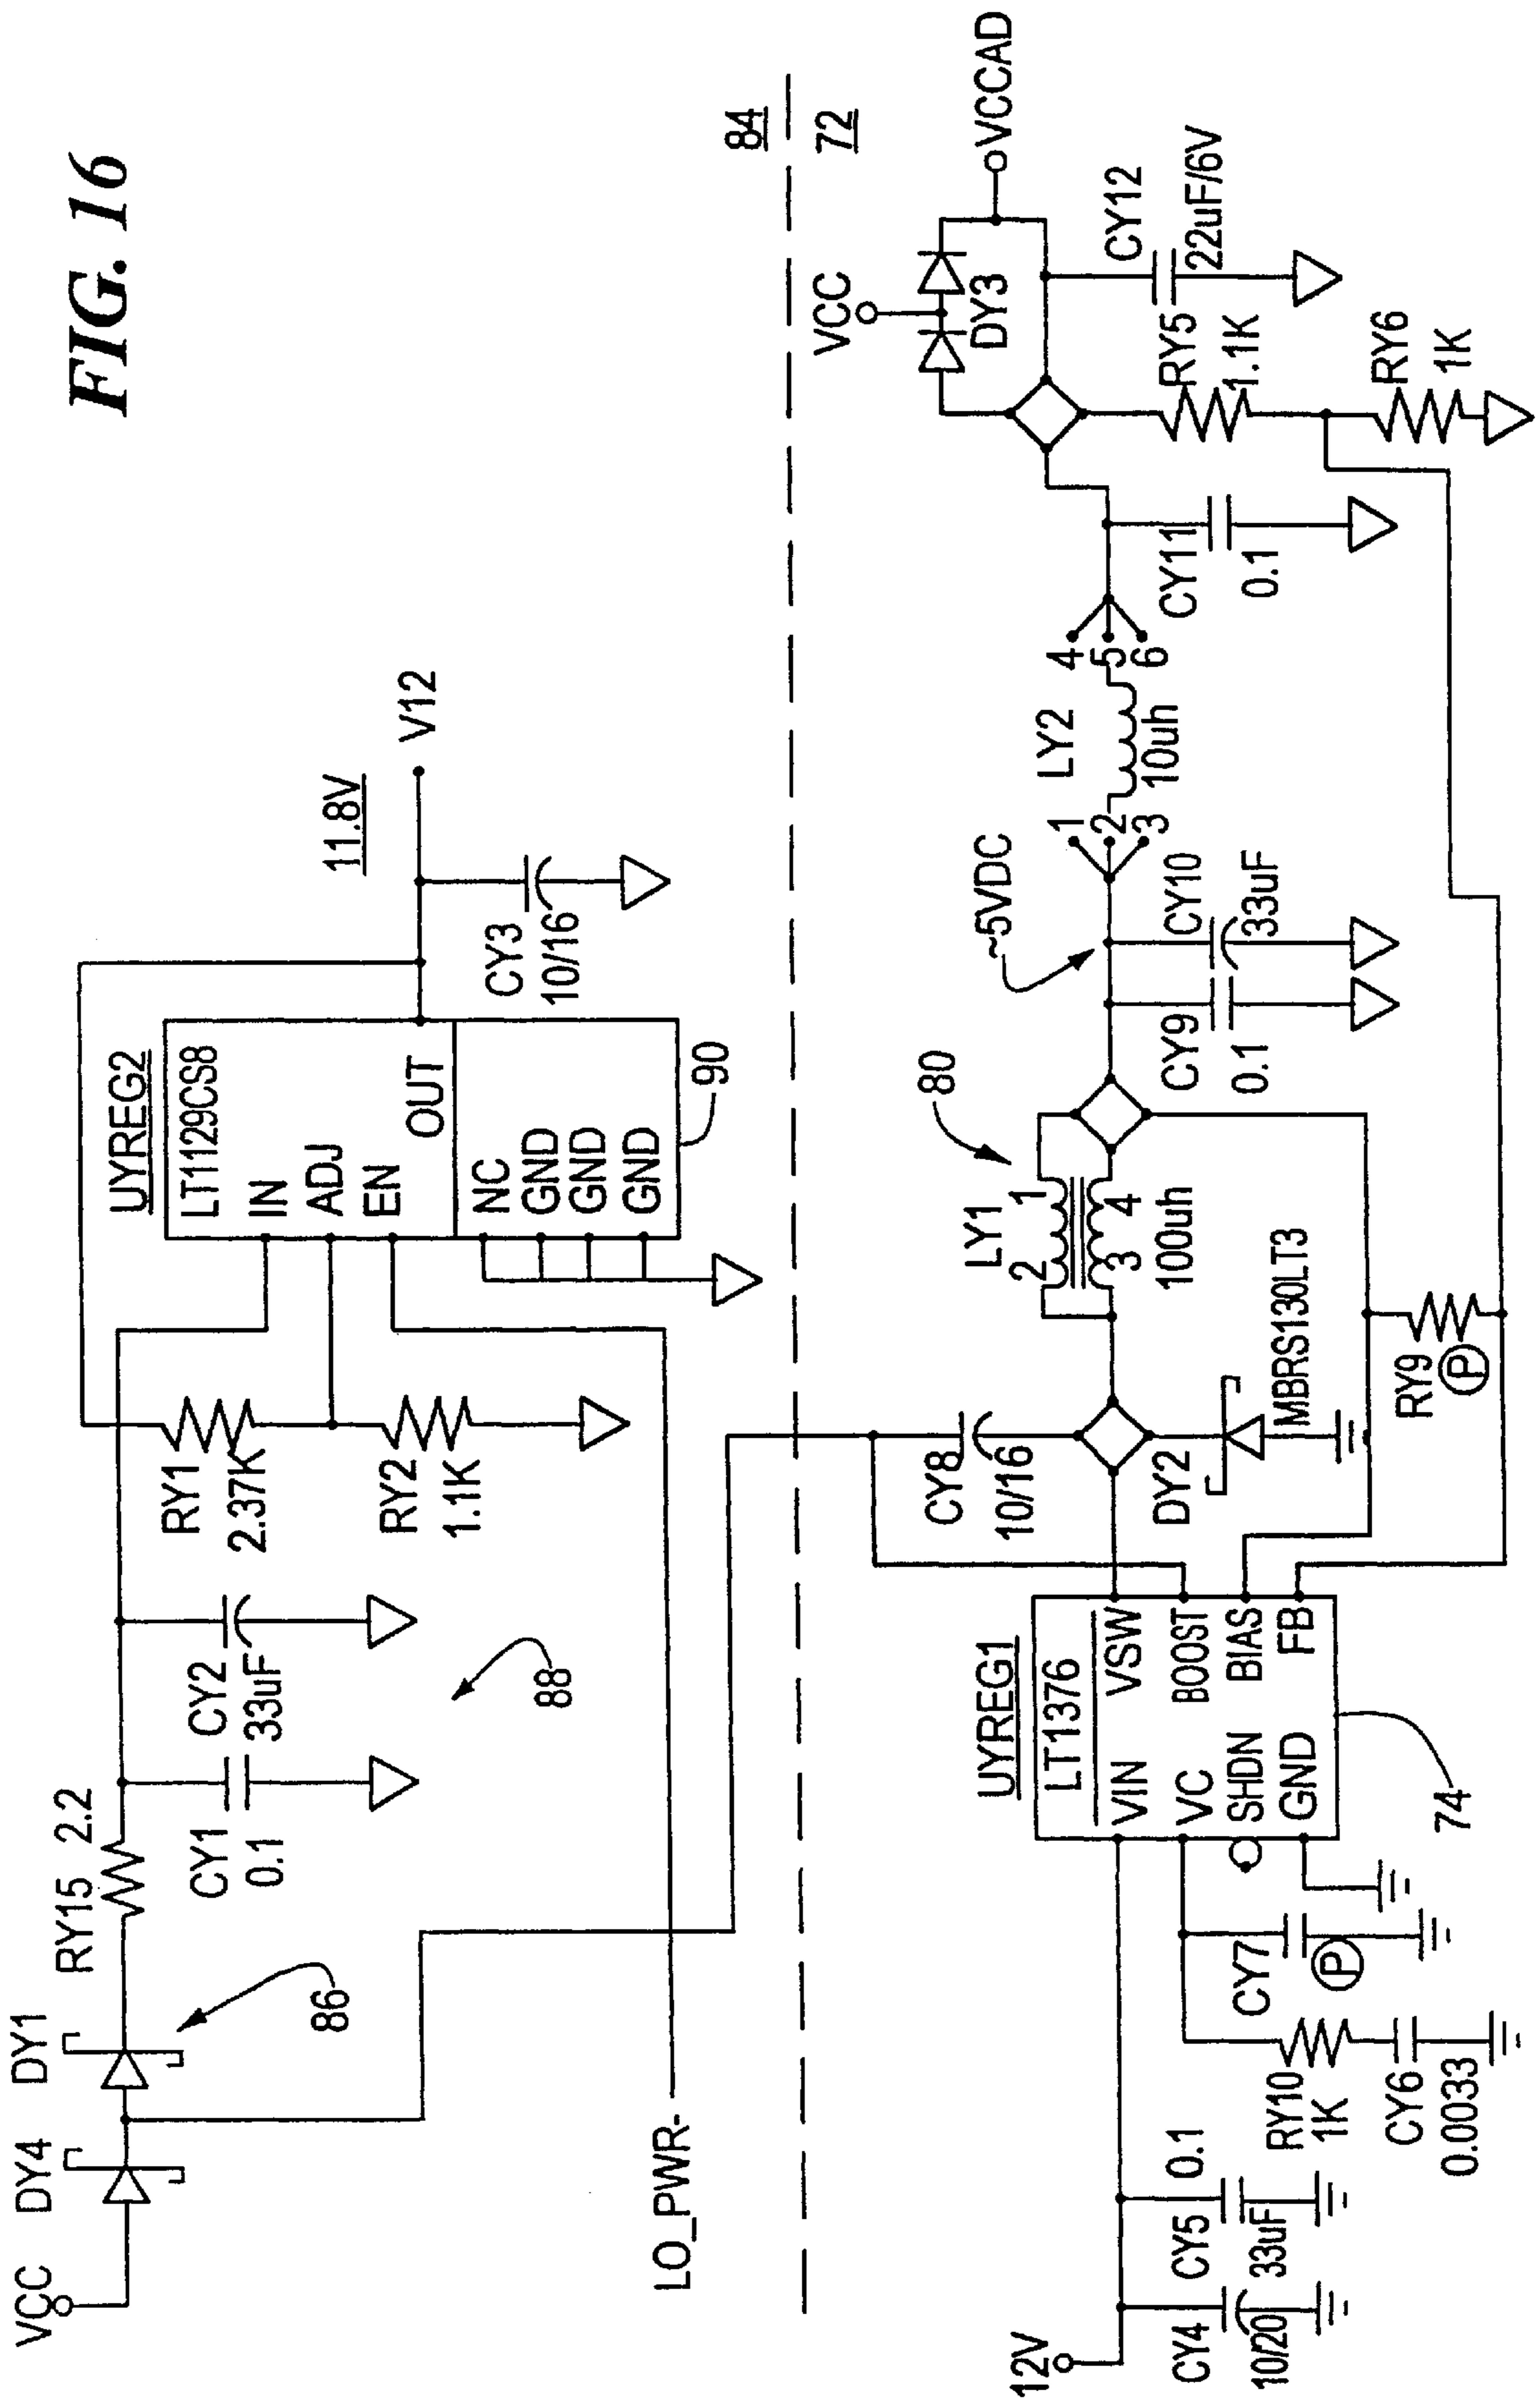 FIG. 16
VCC
DY4
DY1
86
RY15
2.2
CY1
0.1
CY2
33uF
88
RY1
2.37K
RY2
1.1K
UYREG2
LT1129CS8
IN
ADJ
EN
OUT
NC
GND
GND
GND
90
CY3
10/16
11.8V
V12
LO_PWR-
84
72
12V
CY4
10/20
CY5
33uF
0.1
RY10
1K
CY6
0.0033
CY7
P
UYREG1
LT1376
VIN
VC
SHDN
GND
VSW
BOOST
BIAS
FB
74
CY8
10/16
DY2
MBRS130LT3
LY1
2
1
3
4
100uh
80
RY9
P
CY9
0.1
CY10
33uF
~5VDC
LY2
1
2
3
10uh
4
5
6
CY11
0.1
VCC
DY3
RY5
1.1K
RY6
1K
CY12
22uF/6V
VCCAD